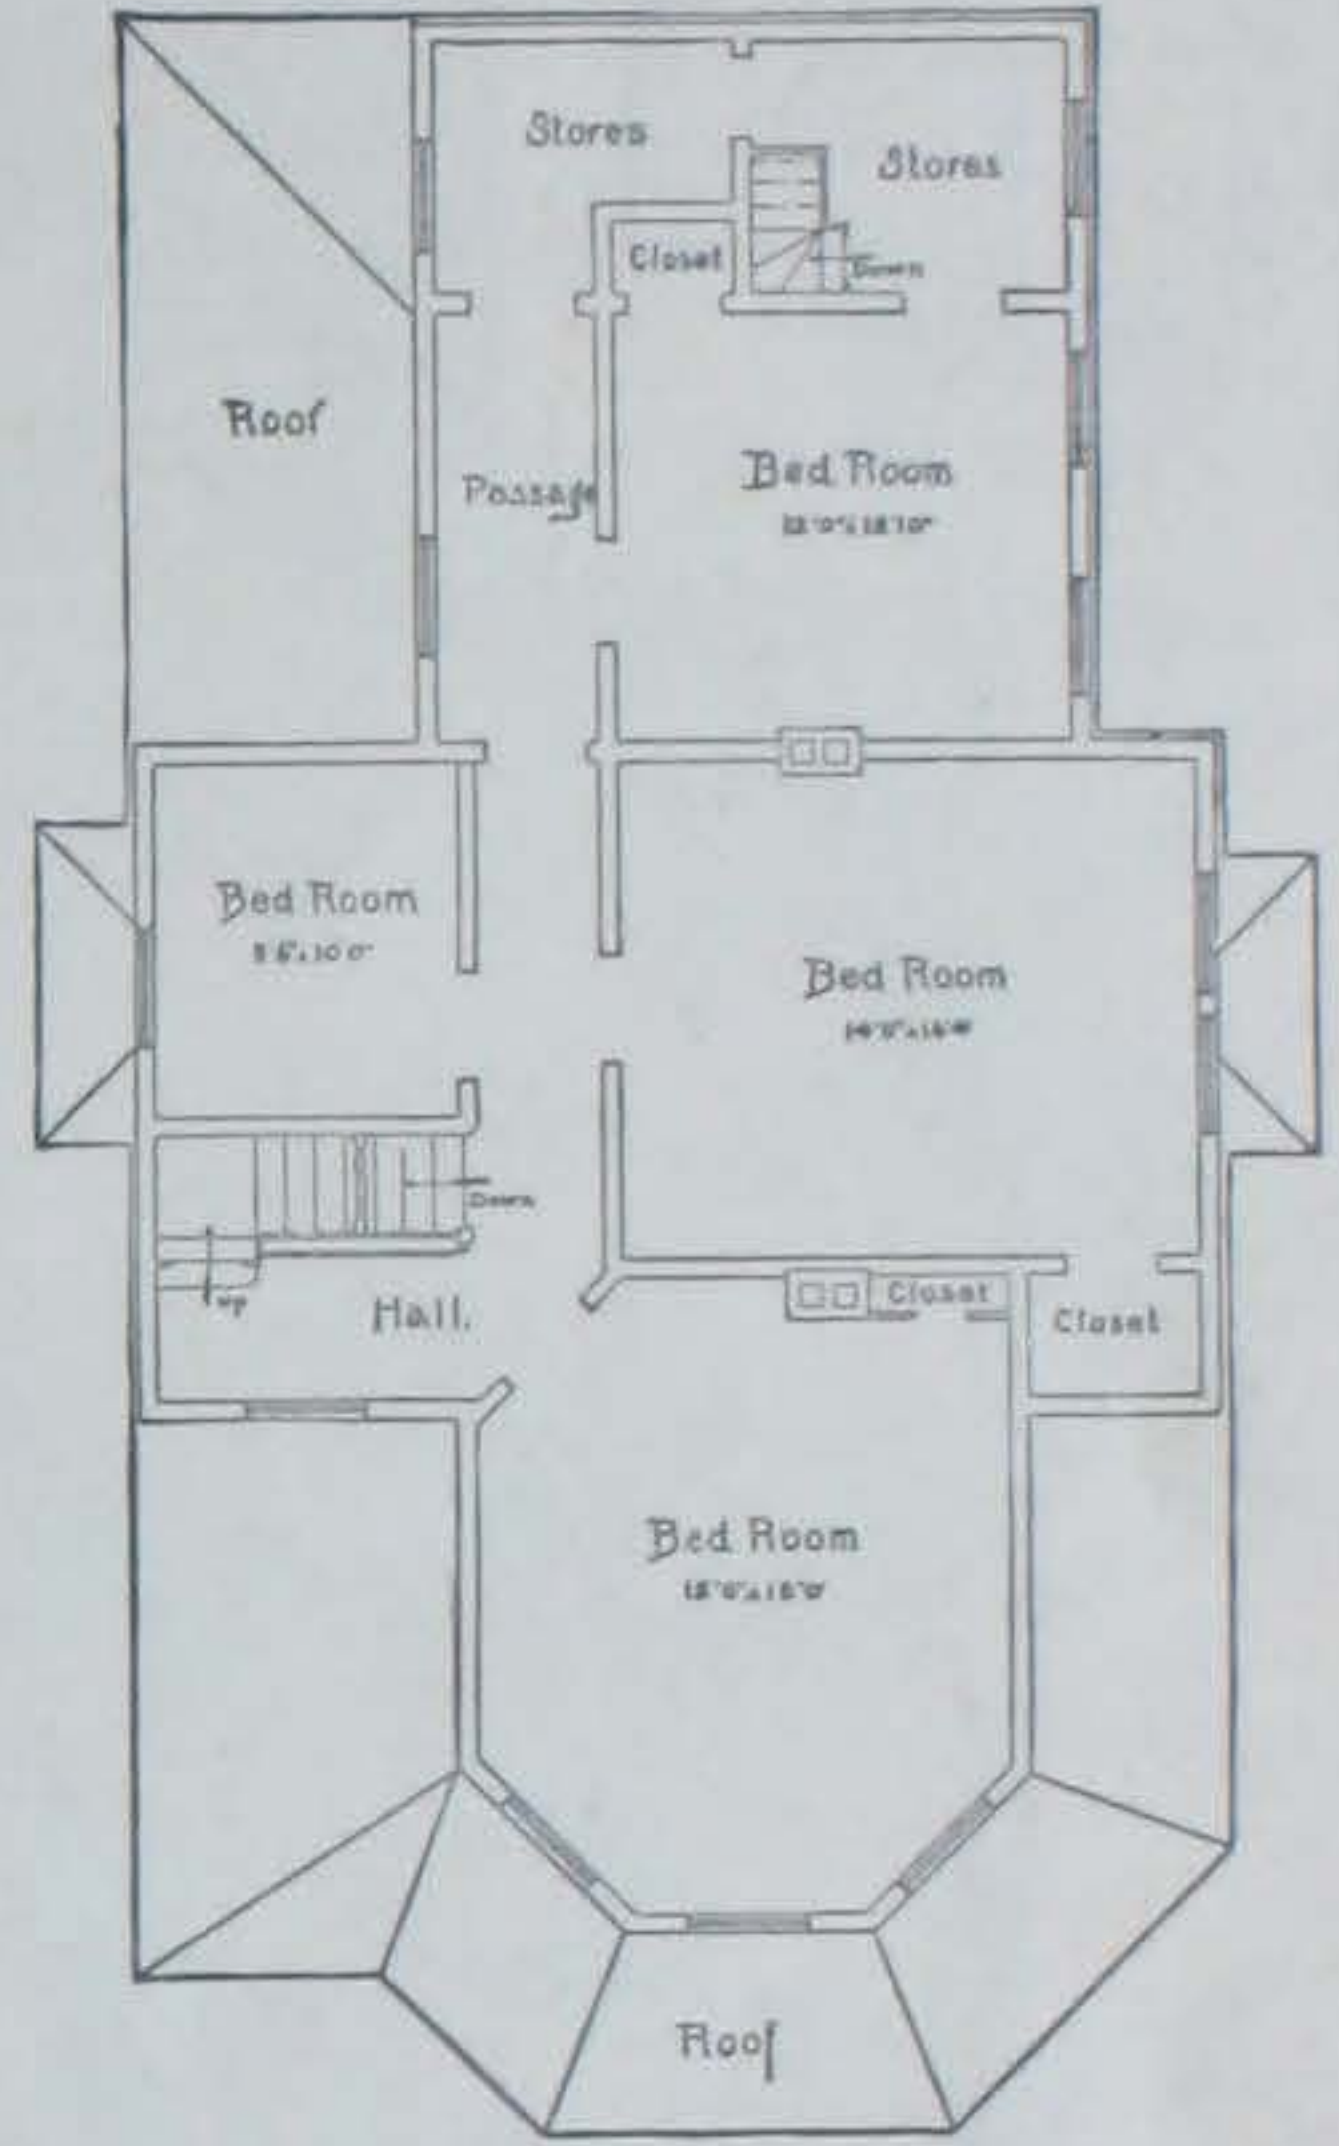 Stores
Stores
Closet
Down
Roof
Passage
Bed Room
Bed Room
Bed Room
Down
up
Hall.
Closet
Closet
Bed Room
Roof